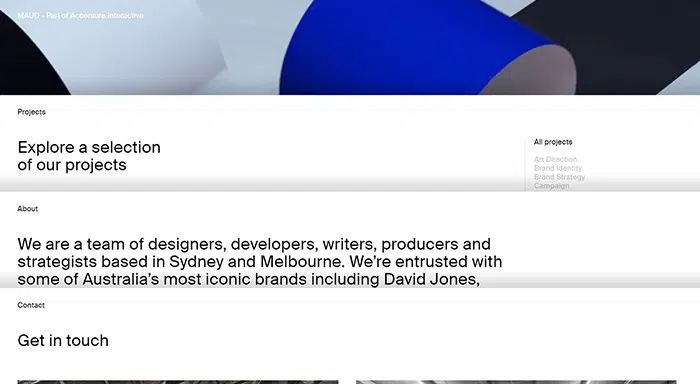 MAUD - Part of Accenture Interactive
Projects
Explore a selection
of our projects
All projects
Art Direction
Brand Identity
Brand Strategy
Campaign
About
We are a team of designers, developers, writers, producers and
strategists based in Sydney and Melbourne. We’re entrusted with
some of Australia’s most iconic brands including David Jones,
Contact
Get in touch